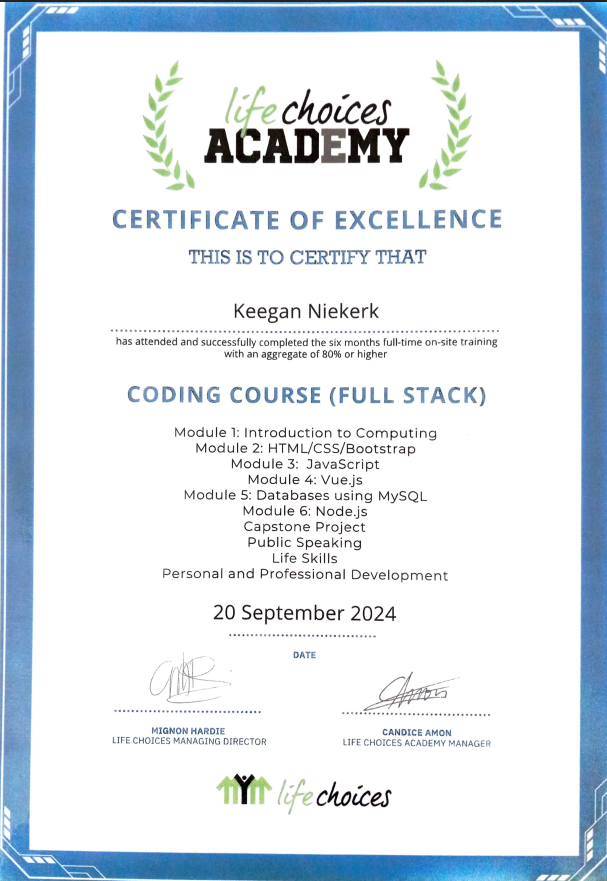 life choices
ACADEMY
CERTIFICATE OF EXCELLENCE
THIS IS TO CERTIFY THAT
Keegan Niekerk
has attended and successfully completed the six months full-time on-site training
with an aggregate of 80% or higher
CODING COURSE (FULL STACK)
Module 1: Introduction to Computing
Module 2: HTML/CSS/Bootstrap
Module 3: JavaScript
Module 4: Vue.js
Module 5: Databases using MySQL
Module 6: Node.js
Capstone Project
Public Speaking
Life Skills
Personal and Professional Development
20 September 2024
DATE
MIGNON HARDIE
LIFE CHOICES MANAGING DIRECTOR
CANDICE AMON
LIFE CHOICES ACADEMY MANAGER
life choices